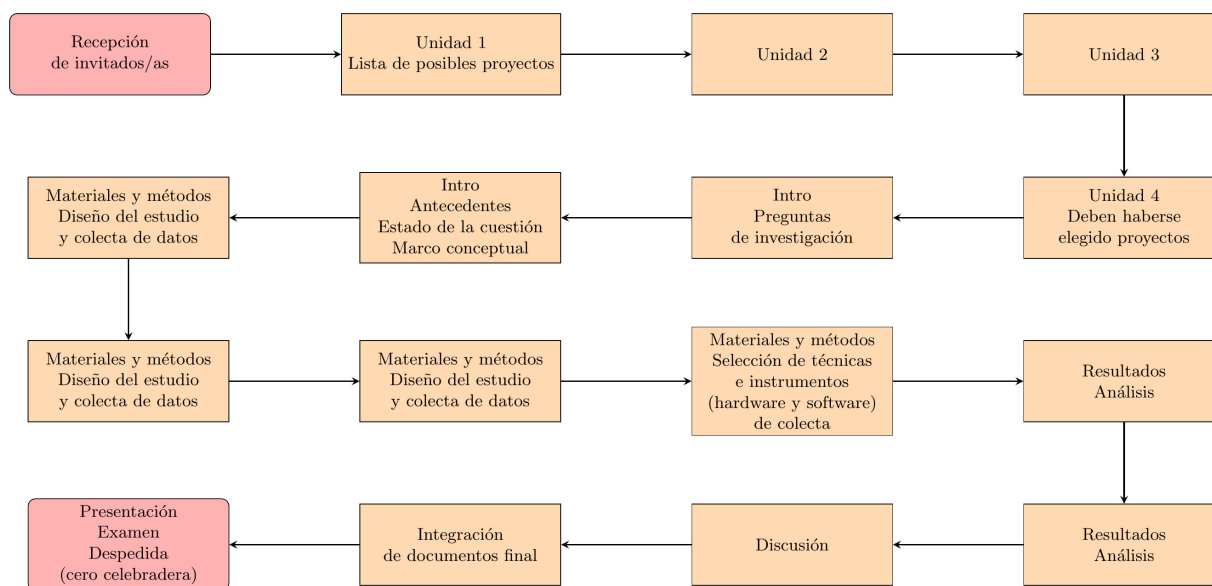 Recepción
de invitados/as
Unidad 1
Lista de posibles proyectos
Unidad 2
Unidad 3
Unidad 4
Deben haberse
elegido proyectos
Intro
Preguntas
de investigación
Intro
Antecedentes
Estado de la cuestión
Marco conceptual
Materiales y métodos
Diseño del estudio
y colecta de datos
Materiales y métodos
Diseño del estudio
y colecta de datos
Materiales y métodos
Diseño del estudio
y colecta de datos
Materiales y métodos
Selección de técnicas
e instrumentos
(hardware y software)
de colecta
Resultados
Análisis
Resultados
Análisis
Discusión
Integración
de documentos final
Presentación
Examen
Despedida
(cero celebradera)